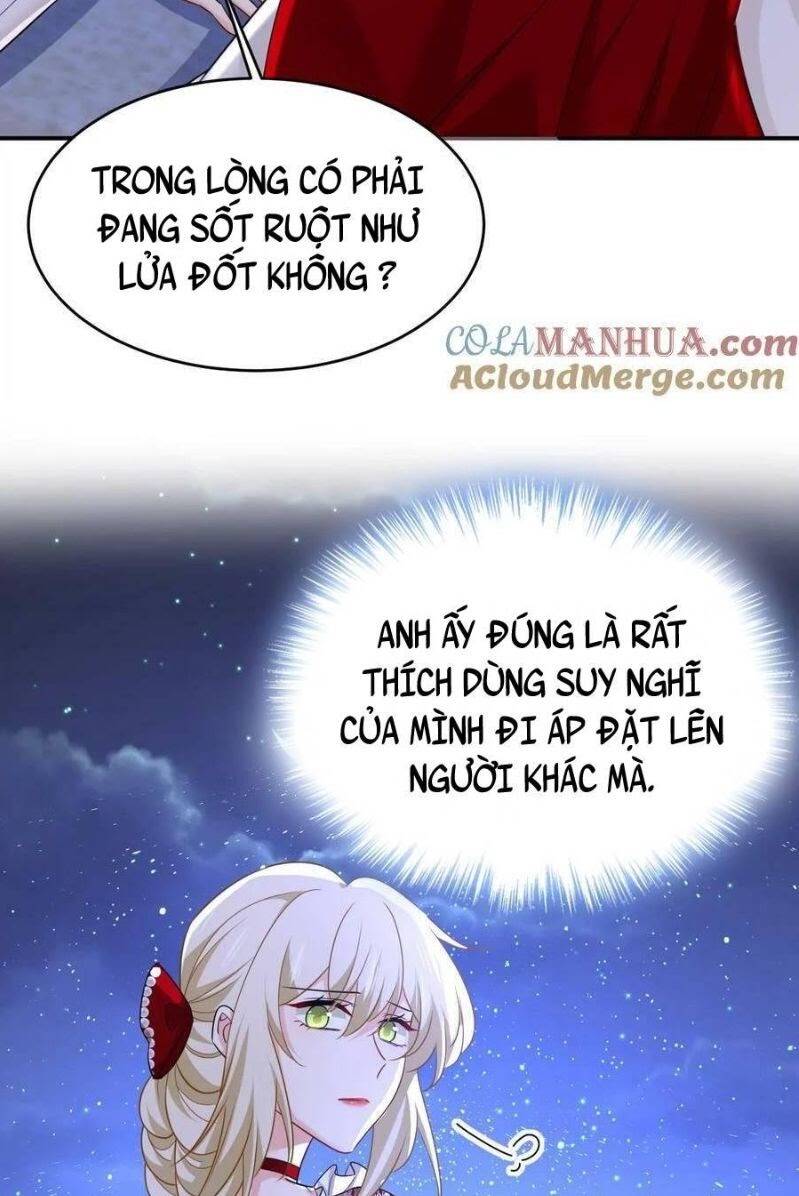 TRONG LÒNG CÓ PHẢI
ĐANG SỐT RUỘT NHƯ
LỬA ĐỐT KHÔNG ?
COLAMANHUA.com
ACloudMerge.com
ANH ẤY ĐÚNG LÀ RẤT
THÍCH DÙNG SUY NGHĨ
CỦA MÌNH ĐI ÁP ĐẶT LÊN
NGƯỜI KHÁC MÀ.